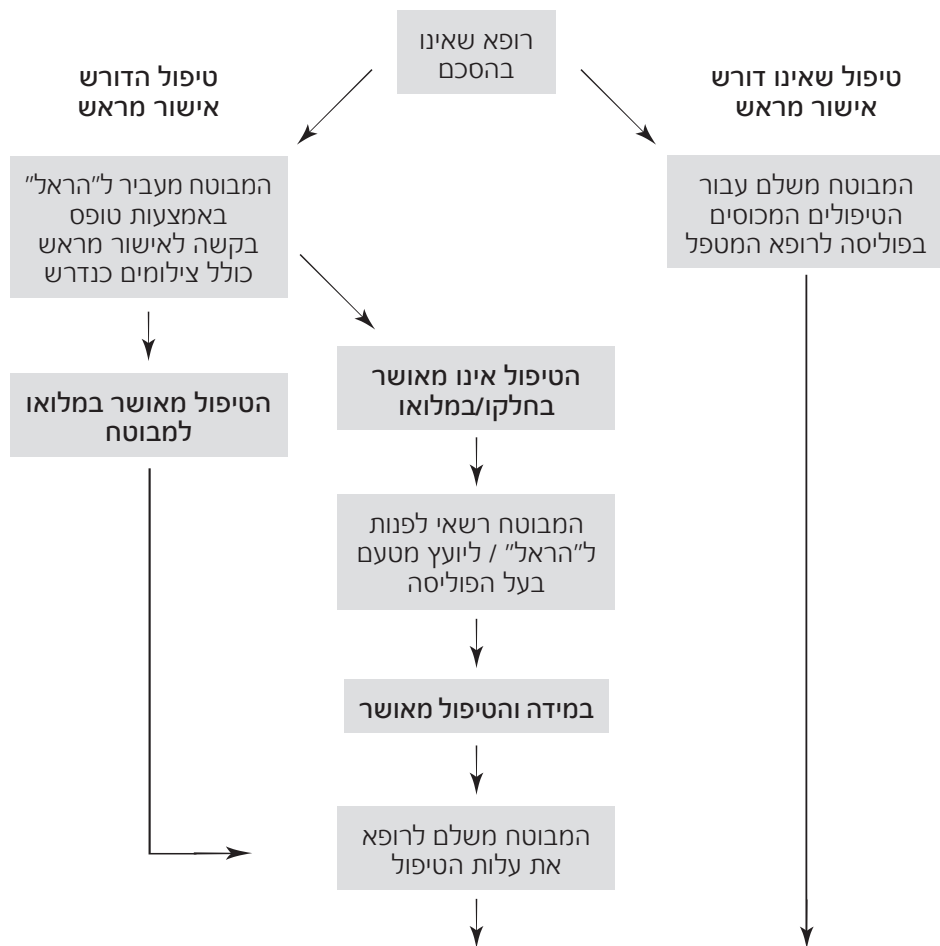 רופא שאינו
בהסכם
טיפול שאינו דורש
אישור מראש
טיפול הדורש
אישור מראש
המבוטח משלם עבור
הטיפולים המכוסים
בפוליסה לרופא המטפל
המבוטח מעביר ל"הראל"
באמצעות טופס
בקשה לאישור מראש
כולל צילומים כנדרש
הטיפול אינו מאושר
בחלקו/במלואו
הטיפול מאושר במלואו
למבוטח
המבוטח רשאי לפנות
ל"הראל" / ליועץ מטעם
בעל הפוליסה
במידה והטיפול מאושר
המבוטח משלם לרופא
את עלות הטיפול